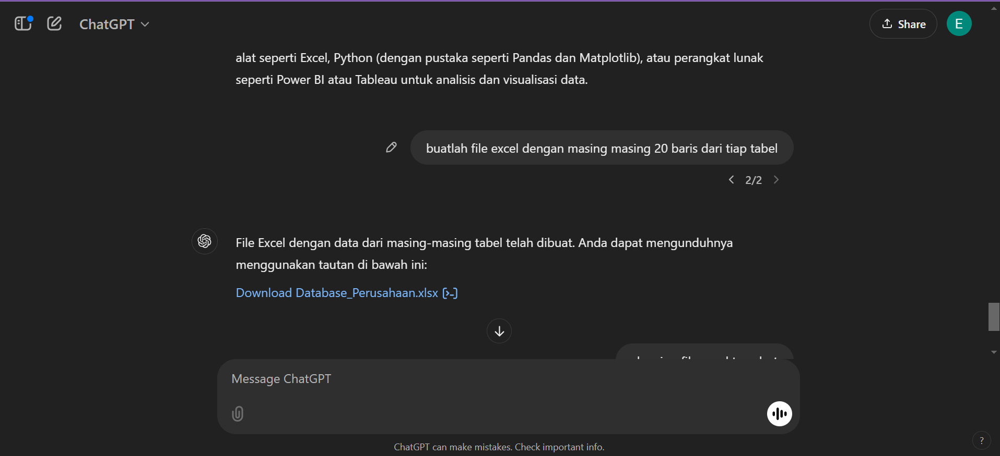 ChatGPT
Share
E
alat seperti Excel, Python (dengan pustaka seperti Pandas dan Matplotlib), atau perangkat lunak
seperti Power BI atau Tableau untuk analisis dan visualisasi data.
buatlah file excel dengan masing masing 20 baris dari tiap tabel
2/2
File Excel dengan data dari masing-masing tabel telah dibuat. Anda dapat mengunduhnya
menggunakan tautan di bawah ini:
Download Database_Perusahaan.xlsx [>-]
Message ChatGPT
ChatGPT can make mistakes. Check important info.
?